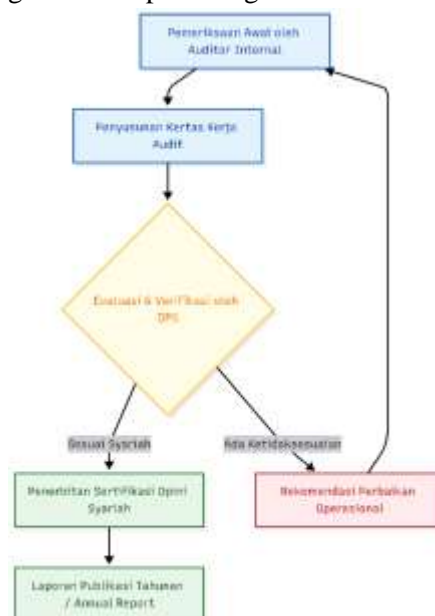 Pemeriksaan Awal oleh
Auditor Internal
Penyusunan Kertas Kerja
Audit
Evaluasi & Verifikasi oleh
DPS
Sesuai Syariah
Ada Ketidaksesuaian
Penerbitan Sertifikasi Opini
Syariah
Rekomendasi Perbaikan
Operasional
Laporan Publikasi Tahunan
/ Annual Report